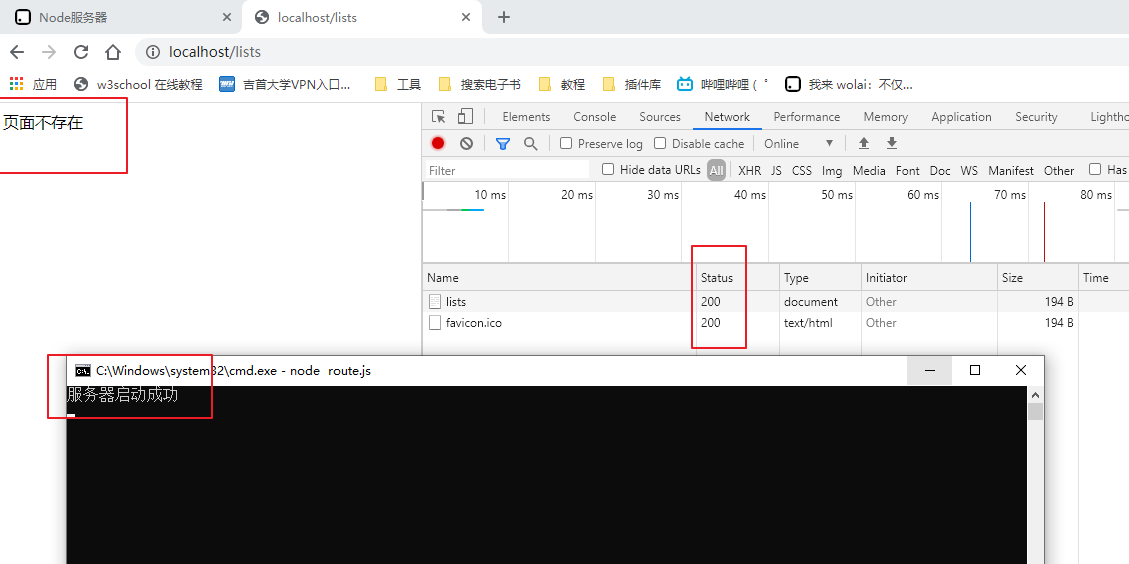 Node服务器
localhost/lists
localhost/lists
应用 w3school 在线教程 吉首大学VPN入口... 工具 搜索电子书 教程 插件库 哔哩哔哩 ( ゜ 我来 wolai：不仅...
页面不存在
Elements Console Sources Network Performance Memory Application Security Lightho
Preserve log Disable cache Online
Filter Hide data URLs All XHR JS CSS Img Media Font Doc WS Manifest Other Has
10 ms 20 ms 30 ms 40 ms 50 ms 60 ms 70 ms 80 ms
Name Status Type Initiator Size Time
lists 200 document Other 194 B
favicon.ico 200 text/html Other 194 B
C:\Windows\system32\cmd.exe - node  route.js
服务器启动成功